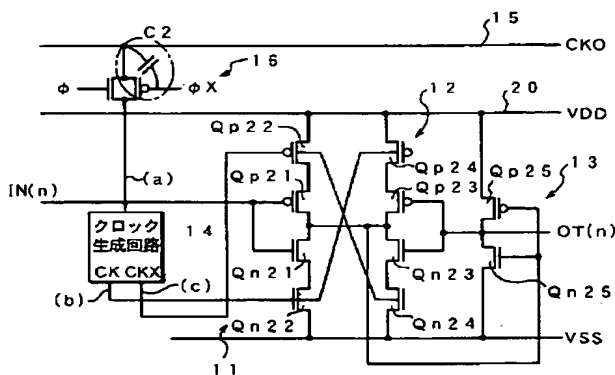 C2
15
CKO
φ
φX
16
20
VDD
12
Qp22
Qp24
13
Qp25
Qp21
Qp23
(a)
IN(n)
クロック
生成回路
14
CK CKX
OT(n)
(b)
(c)
Qn21
Qn23
Qn25
Qn22
Qn24
VSS
11